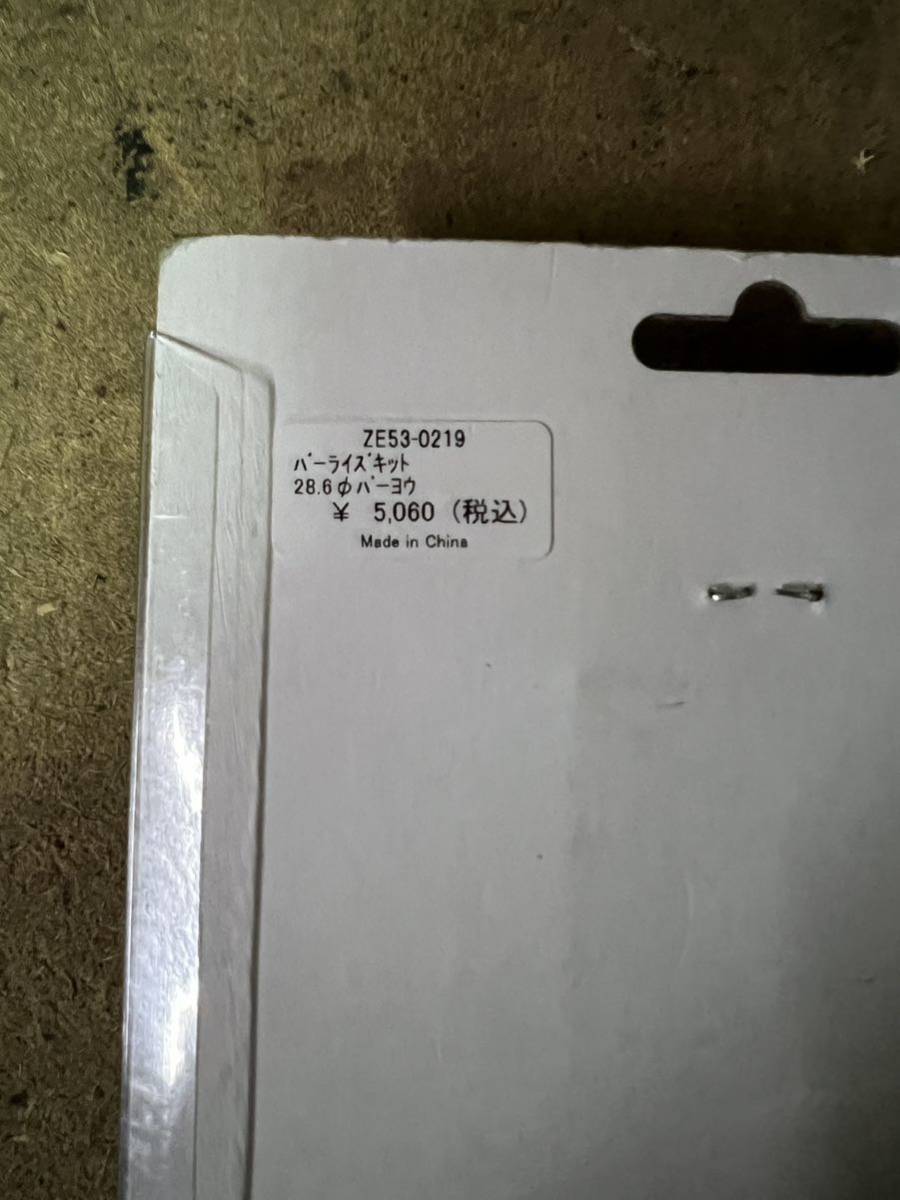 ZE53-0219
ﾊﾞｰﾗｲｽﾞｷｯﾄ
28.6φﾊﾞｰﾖｳ
¥ 5,060 (税込)
Made in China